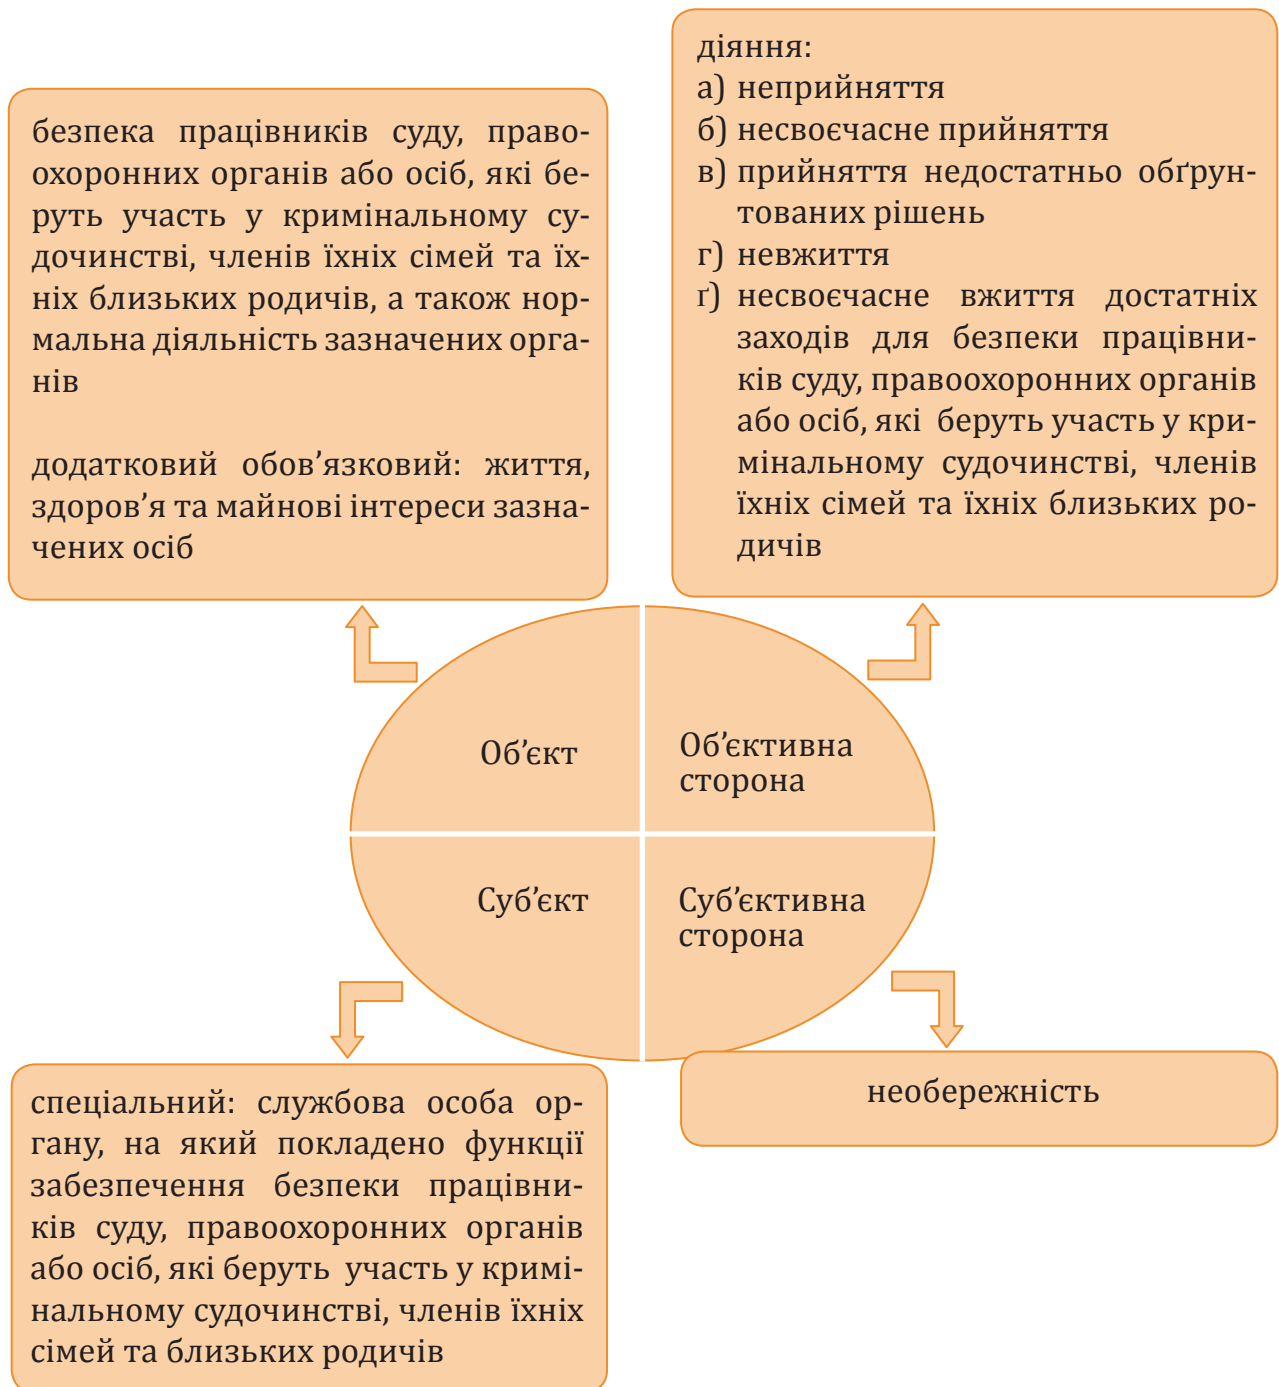 безпека працівників суду, право-
охоронних органів або осіб, які бе-
руть участь у кримінальному су-
дочинстві, членів їхніх сімей та їх-
ніх близьких родичів, а також нор-
мальна діяльність зазначених орга-
нів
додатковий обов’язковий: життя,
здоров’я та майнові інтереси зазна-
чених осіб
діяння:
а) неприйняття
б) несвоєчасне прийняття
в) прийняття недостатньо обґрун-
тованих рішень
г) невжиття
ґ) несвоєчасне вжиття достатніх
заходів для безпеки працівни-
ків суду, правоохоронних органів
або осіб, які беруть участь у кри-
мінальному судочинстві, членів
їхніх сімей та їхніх близьких ро-
дичів
Об’єкт
Об’єктивна
сторона
Суб’єкт
Суб’єктивна
сторона
спеціальний: службова особа ор-
гану, на який покладено функції
забезпечення безпеки працівни-
ків суду, правоохоронних органів
або осіб, які беруть участь у кримі-
нальному судочинстві, членів їхніх
сімей та близьких родичів
необережність